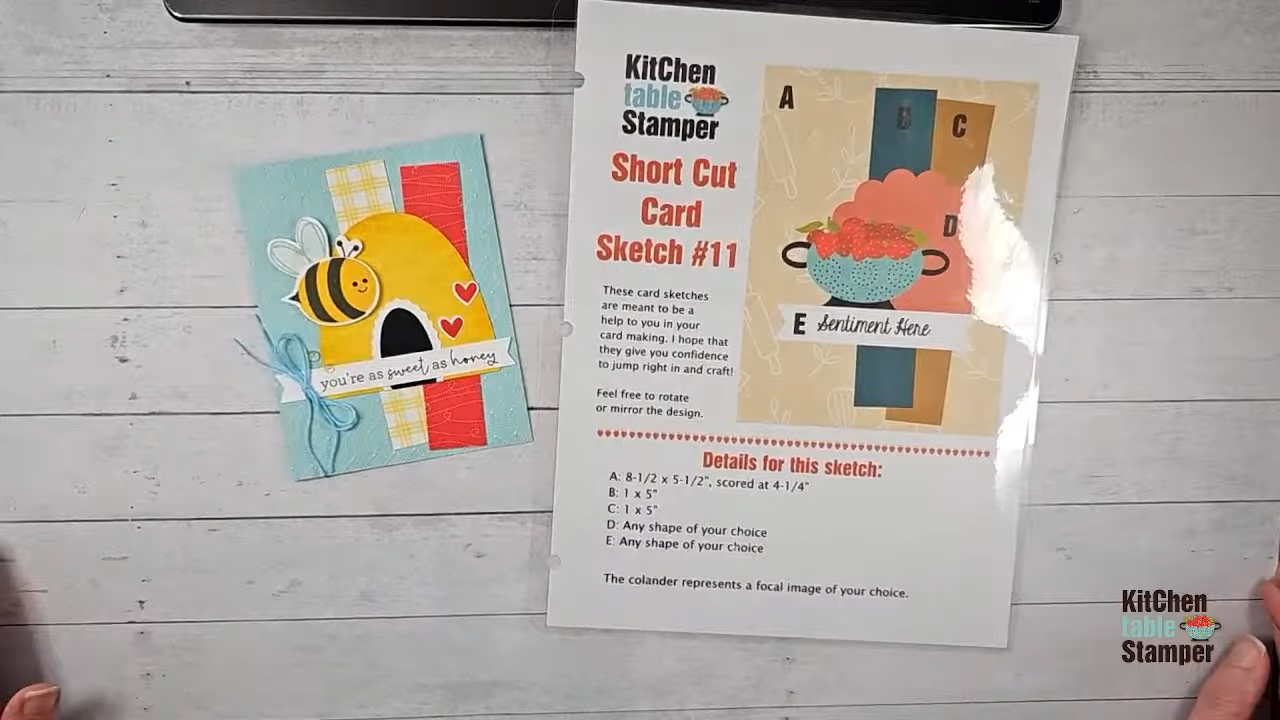 you're as sweet as honey
KitChen
table
Stamper
Short Cut
Card
Sketch #11
These card sketches
are meant to be a
help to you in your
card making. I hope that
they give you confidence
to jump right in and craft!
Feel free to rotate
or mirror the design.
A
B
C
D
E Sentiment Here
Details for this sketch:
A: 8-1/2 x 5-1/2", scored at 4-1/4"
B: 1 x 5"
C: 1 x 5"
D: Any shape of your choice
E: Any shape of your choice
The colander represents a focal image of your choice.
KitChen
table
Stamper